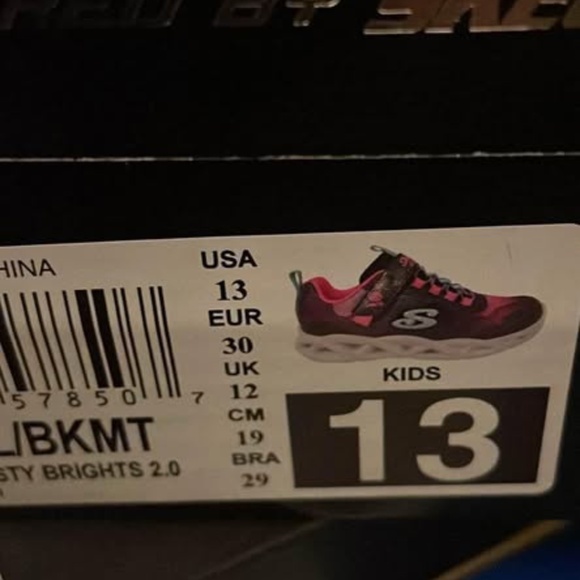 HINA
57850 7
L/BKMT
STY BRIGHTS 2.0
USA
13
EUR
30
UK
12
CM
19
BRA
29
S
KIDS
13